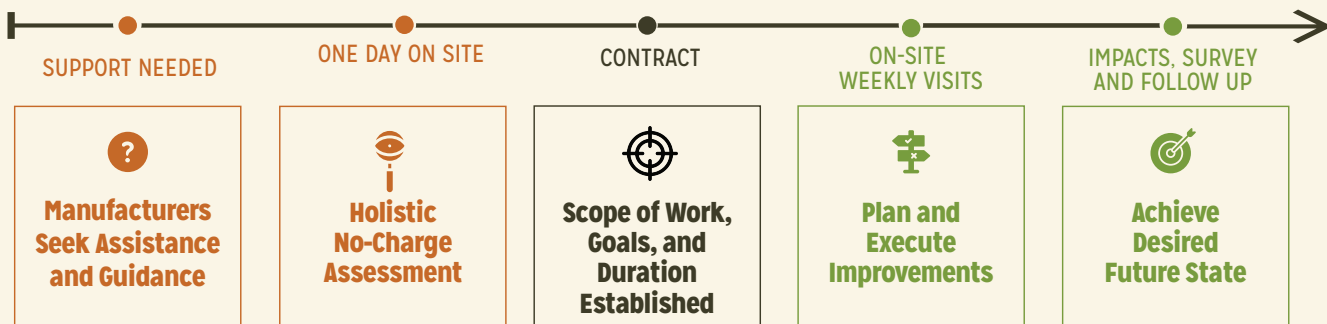 SUPPORT NEEDED
ONE DAY ON SITE
CONTRACT
ON-SITE
WEEKLY VISITS
IMPACTS, SURVEY
AND FOLLOW UP
?
Manufacturers
Seek Assistance
and Guidance
Holistic
No-Charge
Assessment
Scope of Work,
Goals, and
Duration
Established
Plan and
Execute
Improvements
Achieve
Desired
Future State